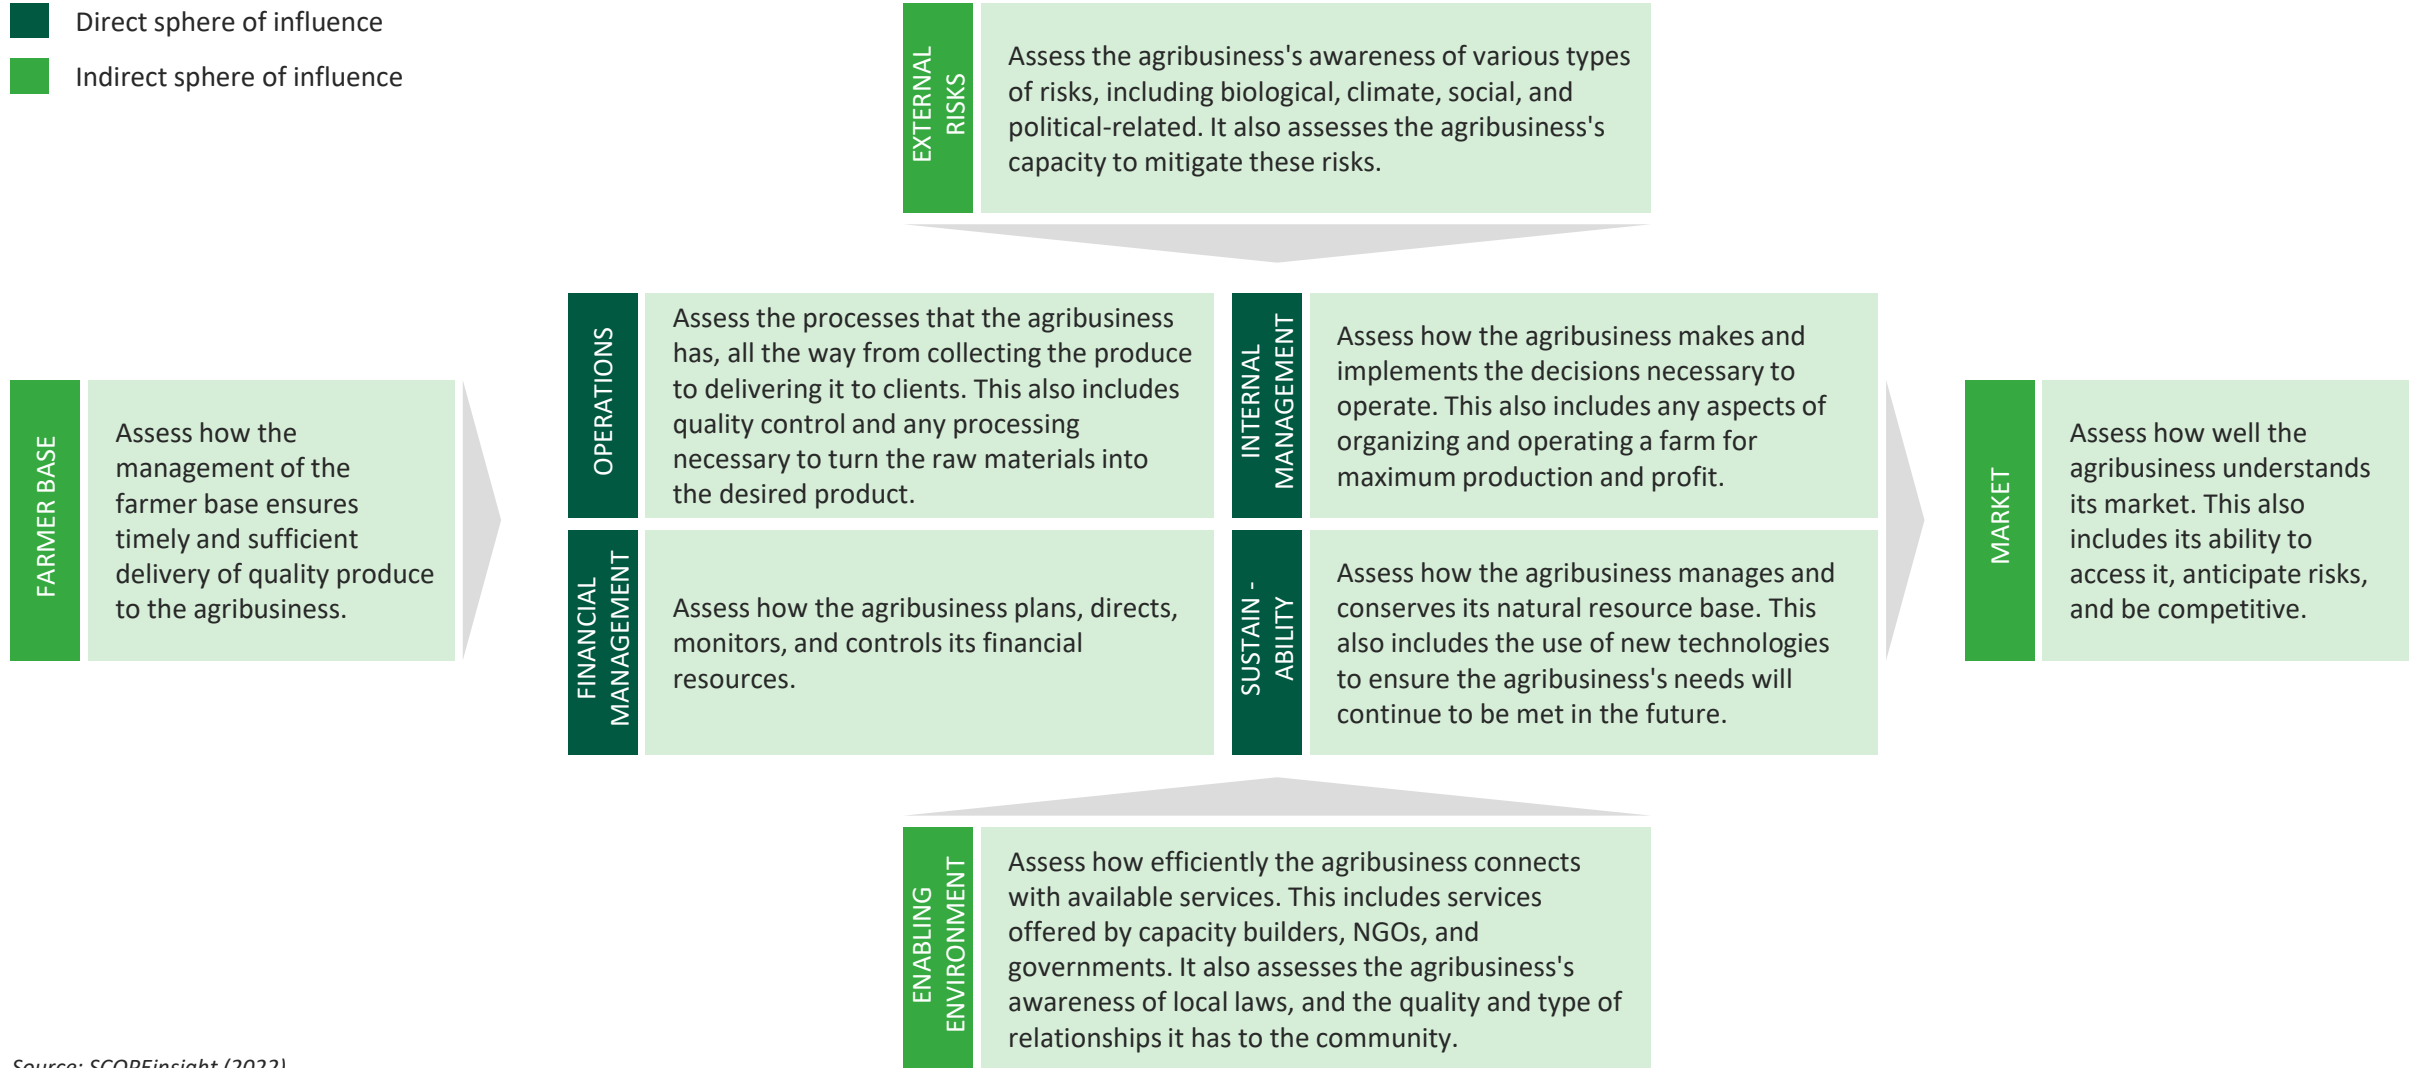 Direct sphere of influence
Indirect sphere of influence
EXTERNAL
RISKS
Assess the agribusiness's awareness of various types
of risks, including biological, climate, social, and
political-related. It also assesses the agribusiness's
capacity to mitigate these risks.
FARMER BASE
Assess how the
management of the
farmer base ensures
timely and sufficient
delivery of quality produce
to the agribusiness.
OPERATIONS
Assess the processes that the agribusiness
has, all the way from collecting the produce
to delivering it to clients. This also includes
quality control and any processing
necessary to turn the raw materials into
the desired product.
INTERNAL
MANAGEMENT
Assess how the agribusiness makes and
implements the decisions necessary to
operate. This also includes any aspects of
organizing and operating a farm for
maximum production and profit.
FINANCIAL
MANAGEMENT
Assess how the agribusiness plans, directs,
monitors, and controls its financial
resources.
SUSTAIN -
ABILITY
Assess how the agribusiness manages and
conserves its natural resource base. This
also includes the use of new technologies
to ensure the agribusiness's needs will
continue to be met in the future.
MARKET
Assess how well the
agribusiness understands
its market. This also
includes its ability to
access it, anticipate risks,
and be competitive.
ENABLING
ENVIRONMENT
Assess how efficiently the agribusiness connects
with available services. This includes services
offered by capacity builders, NGOs, and
governments. It also assesses the agribusiness's
awareness of local laws, and the quality and type of
relationships it has to the community.
Source: SCOPEinsight (2022)